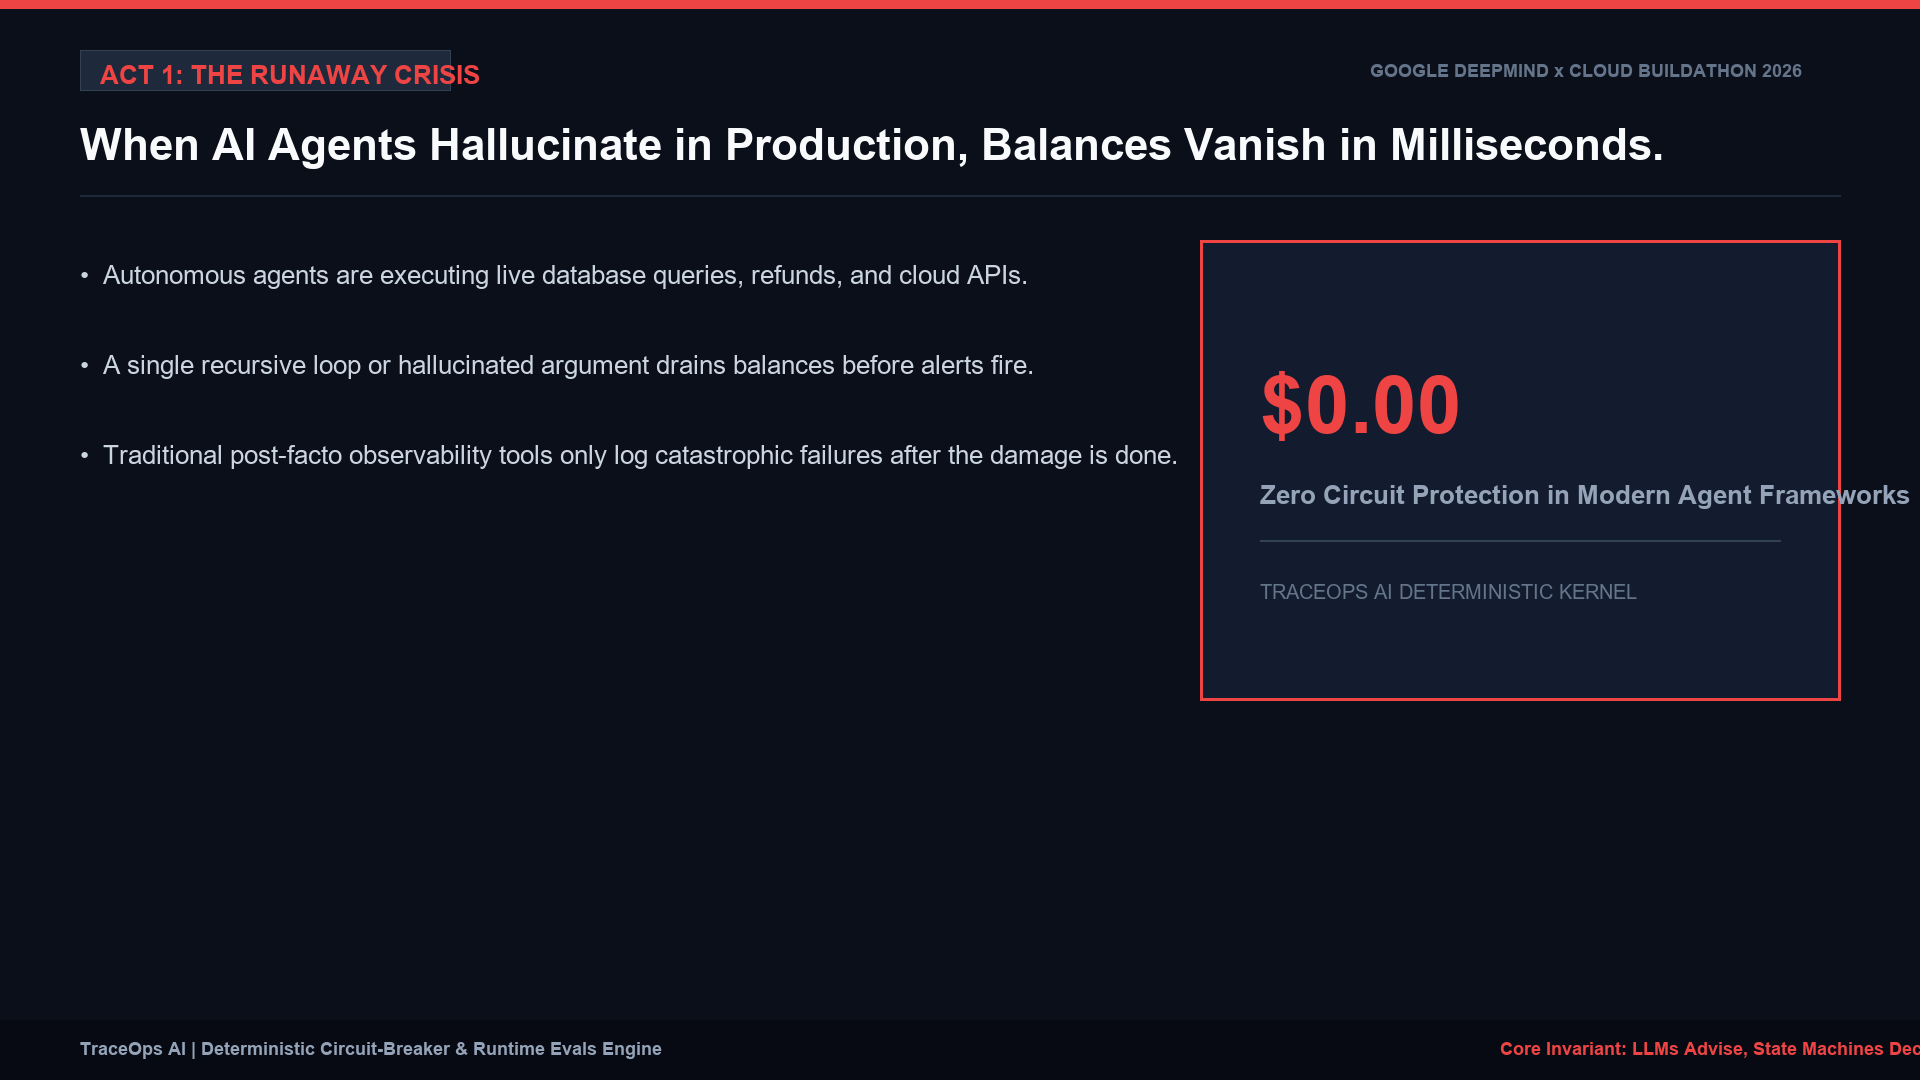 ACT 1: THE RUNAWAY CRISIS
GOOGLE DEEPMIND x CLOUD BUILDATHON 2026
When AI Agents Hallucinate in Production, Balances Vanish in Milliseconds.
• Autonomous agents are executing live database queries, refunds, and cloud APIs.
• A single recursive loop or hallucinated argument drains balances before alerts fire.
• Traditional post-facto observability tools only log catastrophic failures after the damage is done.
$0.00
Zero Circuit Protection in Modern Agent Frameworks
TRACEOPS AI DETERMINISTIC KERNEL
TraceOps AI | Deterministic Circuit-Breaker & Runtime Evals Engine
Core Invariant: LLMs Advise, State Machines Dec